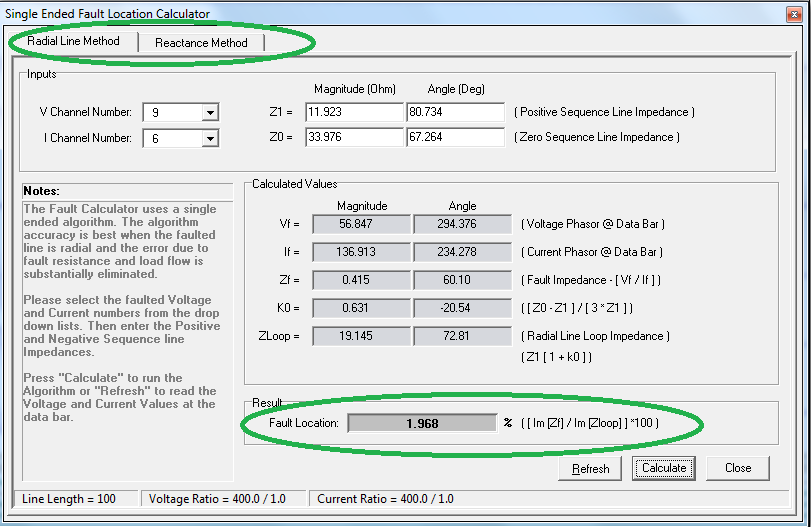 Single Ended Fault Location Calculator
Radial Line Method
Reactance Method
Inputs
Magnitude (Ohm) Angle (Deg)
V Channel Number: 9 Z1 = 11.923 80.734 ( Positive Sequence Line Impedance )
I Channel Number: 6 Z0 = 33.976 67.264 ( Zero Sequence Line Impedance )
Notes:
The Fault Calculator uses a single
ended algorithm. The algorithm
accuracy is best when the faulted
line is radial and the error due to
fault resistance and load flow is
substantially eliminated.
Please select the faulted Voltage
and Current numbers from the drop
down lists. Then enter the Positive
and Negative Sequence line
Impedances.
Press "Calculate" to run the
Algorithm or "Refresh" to read the
Voltage and Current Values at the
data bar.
Calculated Values
Magnitude Angle
Vf = 56.847 294.376 ( Voltage Phasor @ Data Bar )
If = 136.913 234.278 ( Current Phasor @ Data Bar )
Zf = 0.415 60.10 ( Fault Impedance - [ Vf / If ] )
K0 = 0.631 -20.54 ( [ Z0 - Z1 ] / [ 3 * Z1 ] )
ZLoop = 19.145 72.81 ( Radial Line Loop Impedance )
( Z1 [ 1 + k0 ] )
Result
Fault Location: 1.968 % ( [ Im [Zf] / Im [Zloop] ] *100 )
Refresh Calculate Close
Line Length = 100 Voltage Ratio = 400.0 / 1.0 Current Ratio = 400.0 / 1.0